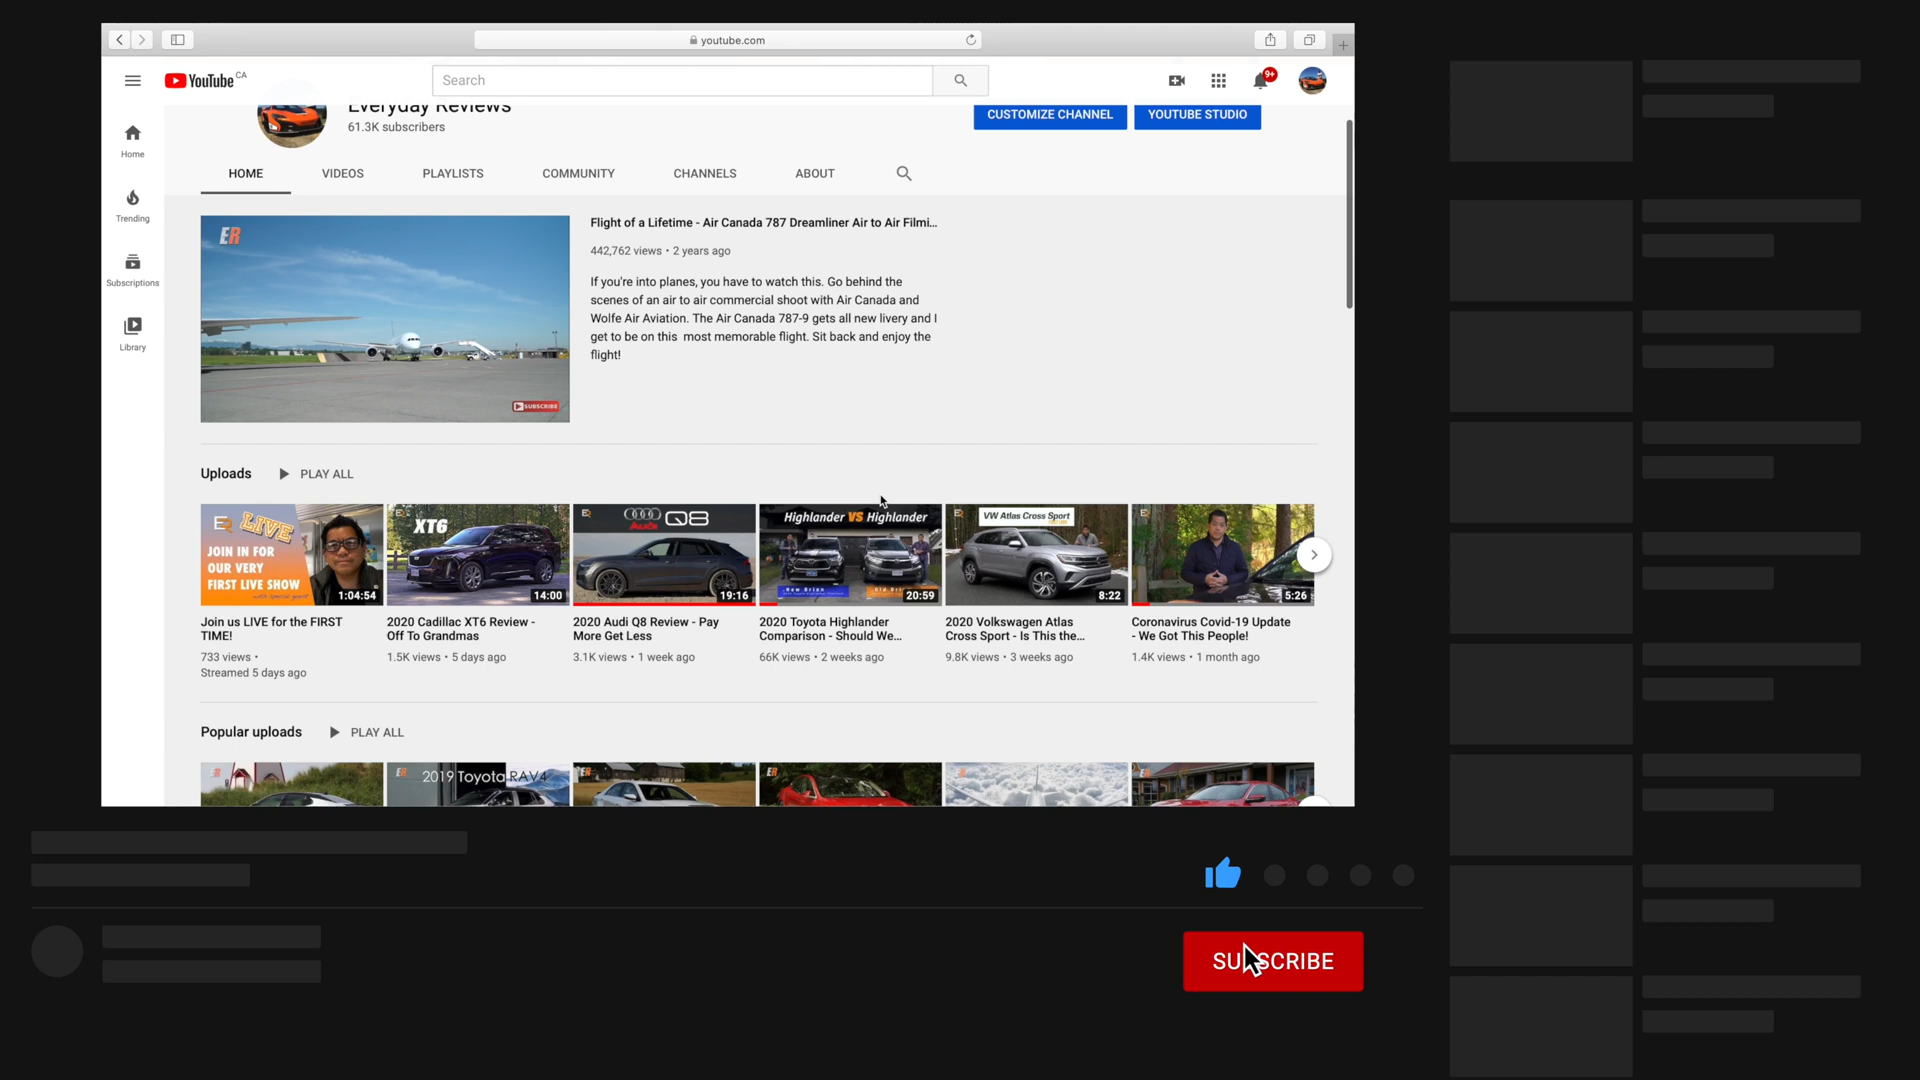 youtube.com
YouTube CA
Search
9+
Everyday Reviews
61.3K subscribers
CUSTOMIZE CHANNEL
YOUTUBE STUDIO
Home
Trending
Subscriptions
Library
HOME
VIDEOS
PLAYLISTS
COMMUNITY
CHANNELS
ABOUT
ER
SUBSCRIBE
Flight of a Lifetime - Air Canada 787 Dreamliner Air to Air Filmi...
442,762 views • 2 years ago
If you're into planes, you have to watch this. Go behind the
scenes of an air to air commercial shoot with Air Canada and
Wolfe Air Aviation. The Air Canada 787-9 gets all new livery and I
get to be on this most memorable flight. Sit back and enjoy the
flight!
Uploads
PLAY ALL
LIVE
JOIN IN FOR
OUR VERY
FIRST LIVE SHOW
1:04:54
Join us LIVE for the FIRST
TIME!
733 views •
Streamed 5 days ago
XT6
14:00
2020 Cadillac XT6 Review -
Off To Grandmas
1.5K views • 5 days ago
Audi Q8
19:16
2020 Audi Q8 Review - Pay
More Get Less
3.1K views • 1 week ago
Highlander VS Highlander
New Brian
Old Brian
20:59
2020 Toyota Highlander
Comparison - Should We...
66K views • 2 weeks ago
VW Atlas Cross Sport
8:22
2020 Volkswagen Atlas
Cross Sport - Is This the...
9.8K views • 3 weeks ago
5:26
Coronavirus Covid-19 Update
- We Got This People!
1.4K views • 1 month ago
Popular uploads
PLAY ALL
2019 Toyota RAV4
SUBSCRIBE